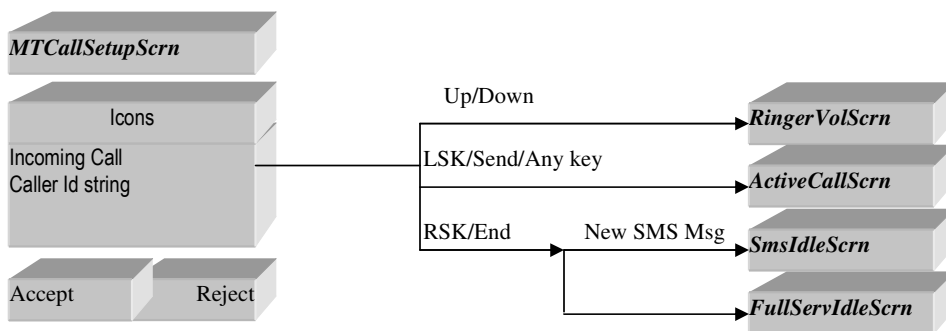 MTCallSetupScrn
Icons
Incoming Call
Caller Id string
Accept
Reject
Up/Down
RingerVolScrn
LSK/Send/Any key
ActiveCallScrn
RSK/End
New SMS Msg
SmsIdleScrn
FullServIdleScrn